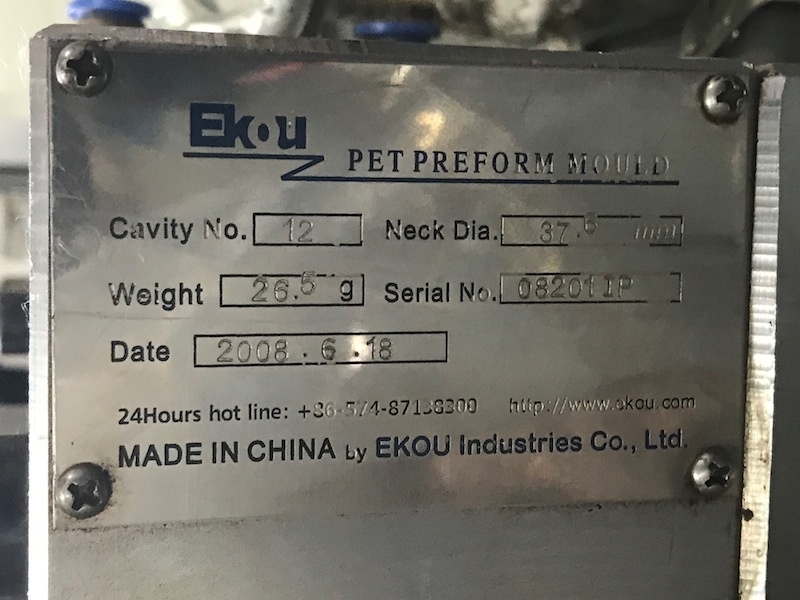 Ekou
PET PREFORM MOULD
Cavity No. 12 Neck Dia. 37.6 mm
Weight 26.5 g Serial No. 08201IP
Date 2008.6.18
24Hours hot line: +86-574-87138300 http://www.ekou.com
MADE IN CHINA by EKOU Industries Co., Ltd.